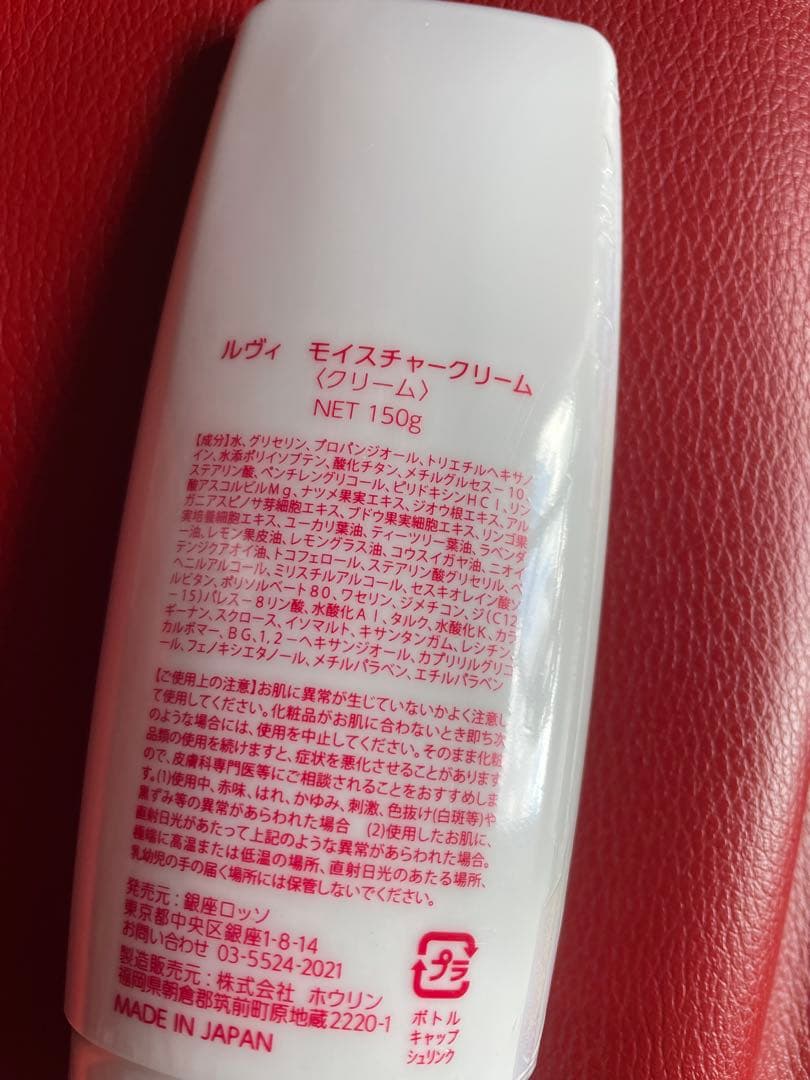 ルヴィ モイスチャークリーム
〈クリーム〉
NET 150g
【成分】水、グリセリン、プロパンジオール、トリエチルヘキサノ
イン、水添ポリイソブテン、酸化チタン、メチルグルセス-10、
ステアリン酸、ペンチレングリコール、ピリドキシンHCl、リン
酸アスコルビルMg、ナツメ果実エキス、ジオウ根エキス、アル
ガニアスピノサ芽細胞エキス、ブドウ果実細胞エキス、リンゴ果
実培養細胞エキス、ユーカリ葉油、ティーツリー葉油、ラベンダ
ー油、レモン果皮油、レモングラス油、コウスイガヤ油、ニオイ
テンジクアオイ油、トコフェロール、ステアリン酸グリセリル、ベ
ヘニルアルコール、ミリスチルアルコール、セスキオレイン酸ソ
ルビタン、ポリソルベート80、ワセリン、ジメチコン、ジ(C12
-15)パレス-8リン酸、水酸化Al、タルク、水酸化K、カラ
ギーナン、スクロース、イソマルト、キサンタンガム、レシチン、
カルボマー、BG、1,2-ヘキサンジオール、カプリリルグリコ
ール、フェノキシエタノール、メチルパラベン、エチルパラベン
【ご使用上の注意】お肌に異常が生じていないかよく注意し
て使用してください。化粧品がお肌に合わないとき即ち次
のような場合には、使用を中止してください。そのまま化粧
品類の使用を続けますと、症状を悪化させることがあります
ので、皮膚科専門医等にご相談されることをおすすめしま
す。(1)使用中、赤味、はれ、かゆみ、刺激、色抜け(白斑等)や
黒ずみ等の異常があらわれた場合 (2)使用したお肌に、
直射日光があたって上記のような異常があらわれた場合。
極端に高温または低温の場所、直射日光のあたる場所、
乳幼児の手の届く場所には保管しないでください。
発売元:銀座ロッソ
東京都中央区銀座1-8-14
お問い合わせ 03-5524-2021
製造販売元:株式会社 ホウリン
福岡県朝倉郡筑前町原地蔵2220-1
MADE IN JAPAN
プラ
ボトル
キャップ
シュリンク